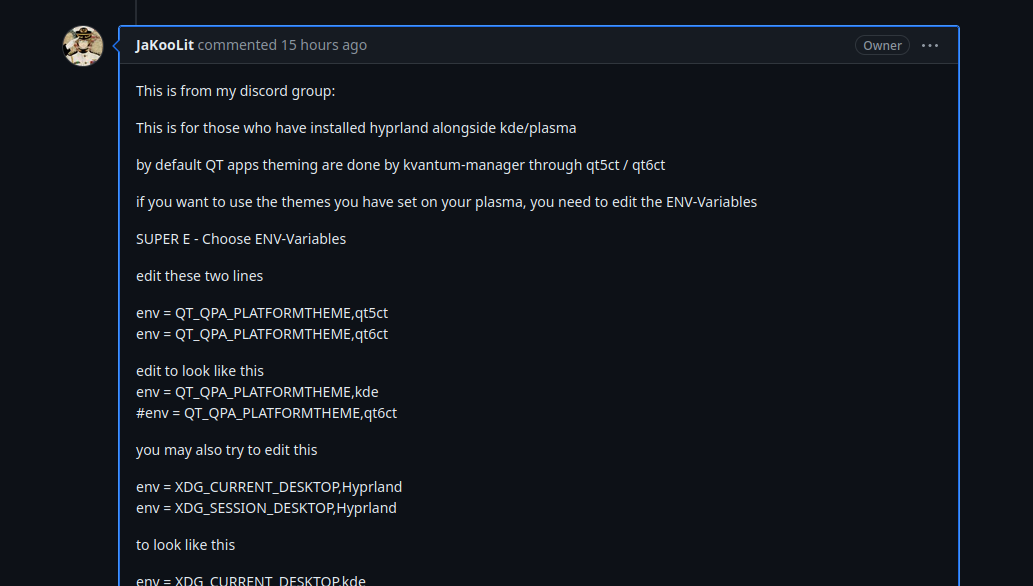 JaKooLit commented 15 hours ago
Owner
This is from my discord group:
This is for those who have installed hyprland alongside kde/plasma
by default QT apps theming are done by kvantum-manager through qt5ct / qt6ct
if you want to use the themes you have set on your plasma, you need to edit the ENV-Variables
SUPER E - Choose ENV-Variables
edit these two lines
env = QT_QPA_PLATFORMTHEME,qt5ct
env = QT_QPA_PLATFORMTHEME,qt6ct
edit to look like this
env = QT_QPA_PLATFORMTHEME,kde
#env = QT_QPA_PLATFORMTHEME,qt6ct
you may also try to edit this
env = XDG_CURRENT_DESKTOP,Hyprland
env = XDG_SESSION_DESKTOP,Hyprland
to look like this
env = XDG_CURRENT_DESKTOP,kde